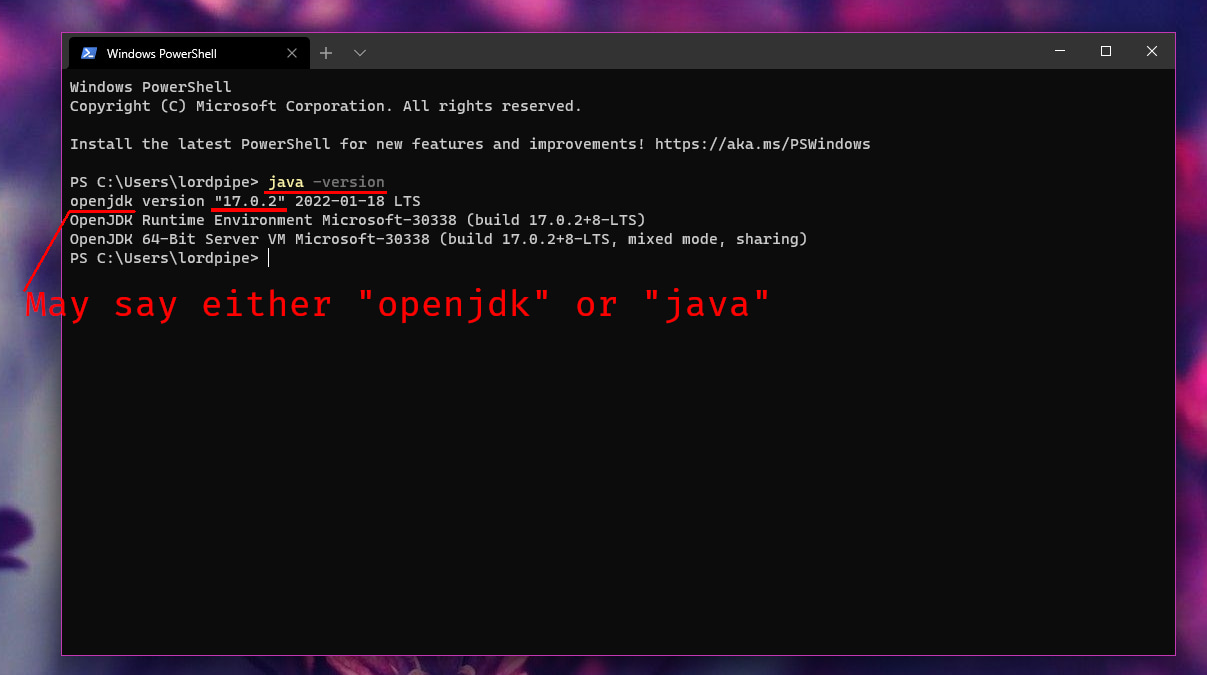 Windows PowerShell
Windows PowerShell
Copyright (C) Microsoft Corporation. All rights reserved.
Install the latest PowerShell for new features and improvements! https://aka.ms/PSWindows
PS C:\Users\lordpipe> java -version
openjdk version "17.0.2" 2022-01-18 LTS
OpenJDK Runtime Environment Microsoft-30338 (build 17.0.2+8-LTS)
OpenJDK 64-Bit Server VM Microsoft-30338 (build 17.0.2+8-LTS, mixed mode, sharing)
PS C:\Users\lordpipe>
May say either "openjdk" or "java"